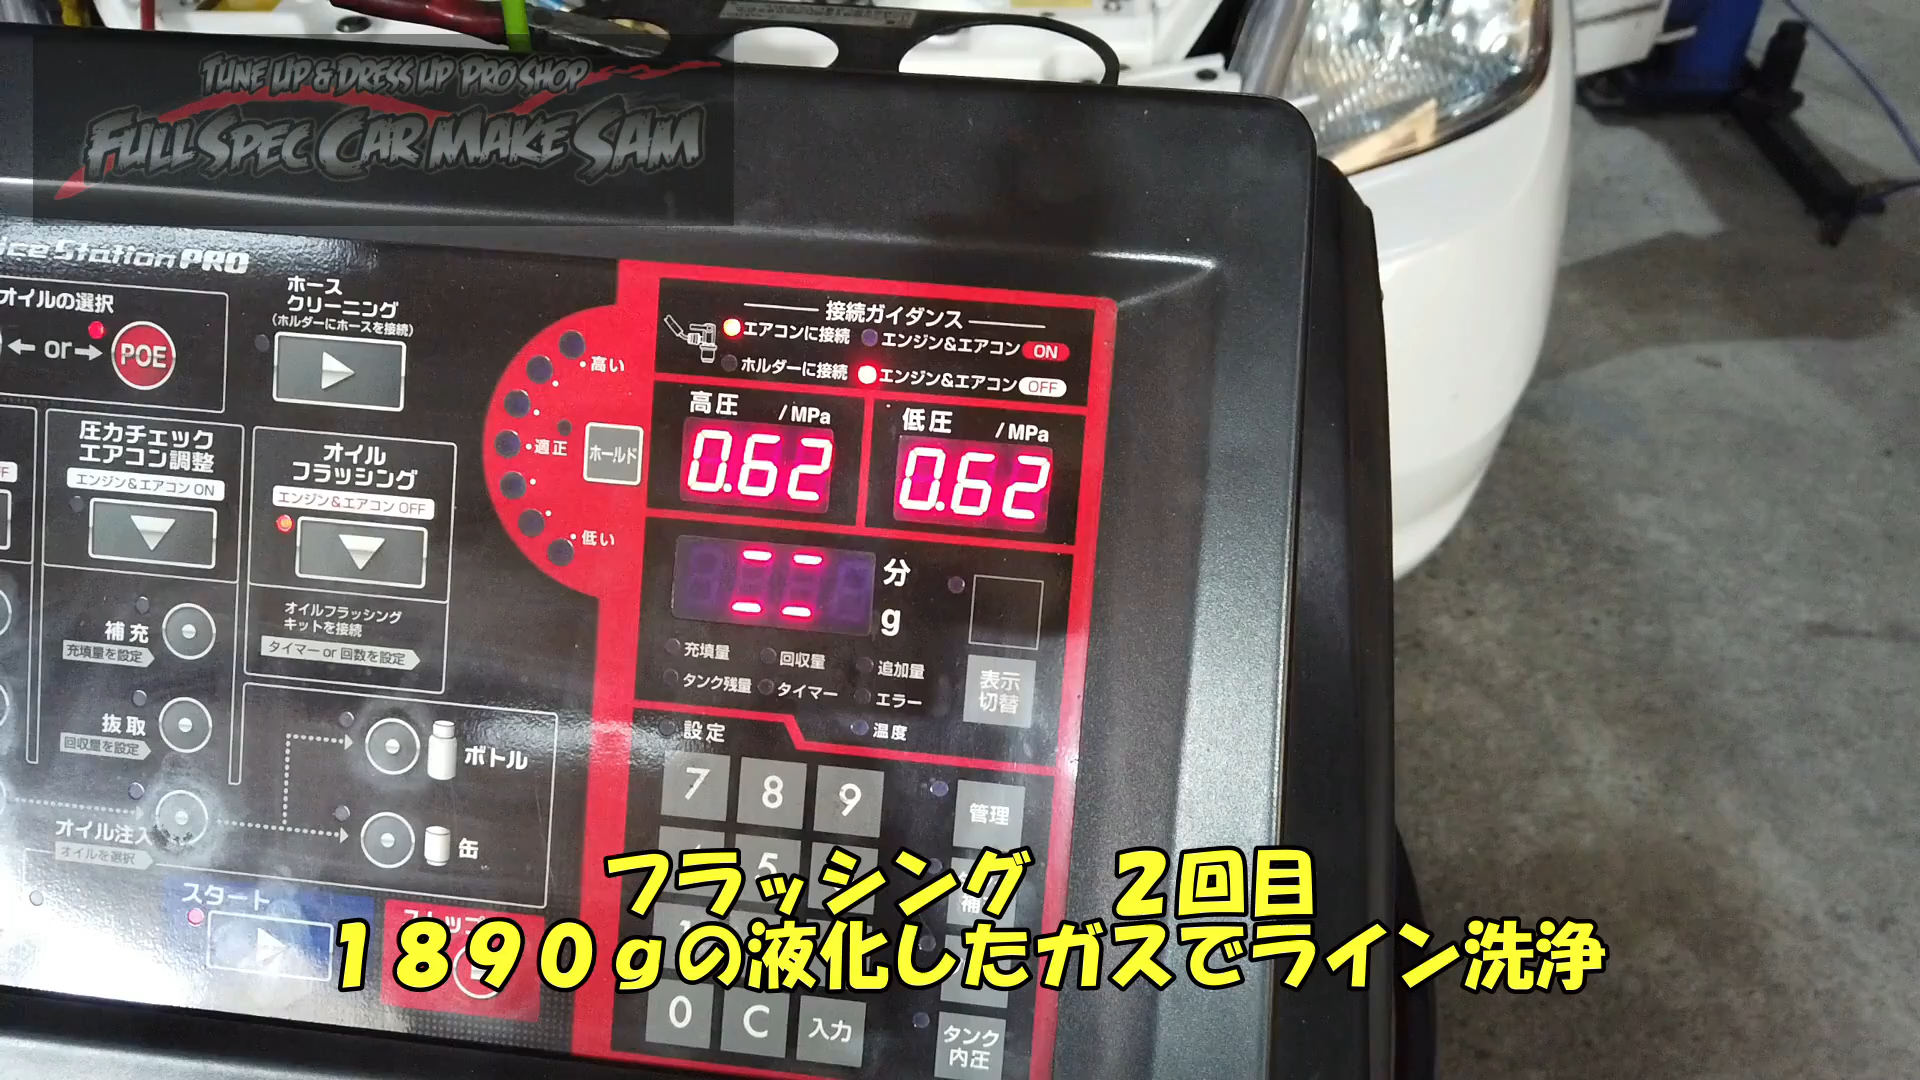 TUNE UP & DRESS UP PRO SHOP
FULL SPEC CAR MAKE SAM
ice Station PRO
オイルの選択
← or →
POE
ホース
クリーニング
(ホルダーにホースを接続)
接続ガイダンス
エアコンに接続
エンジン&エアコン ON
ホルダーに接続
エンジン&エアコン OFF
高い
適正
低い
ホールド
高圧 /MPa
0.62
低圧 /MPa
0.62
圧力チェック
エアコン調整
エンジン&エアコン ON
オイル
フラッシング
エンジン&エアコン OFF
オイルフラッシング
キットを接続
タイマー or 回数を設定
補充
充填量を設定
抜取
回収量を設定
オイル注入
オイルを選択
ボトル
缶
分
g
充填量
回収量
追加量
タンク残量
タイマー
エラー
温度
表示
切替
設定
7 8 9
管理
5
補
0 C 入力
タンク
内圧
スタート
ストップ
フラッシング 2回目
1890gの液化したガスでライン洗浄